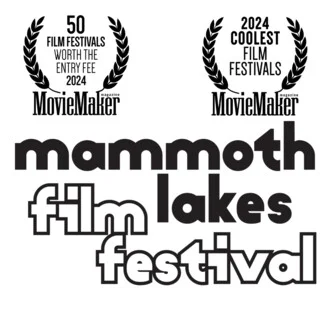 50
FILM FESTIVALS
WORTH THE
ENTRY FEE
2024
MovieMaker
magazine
2024
COOLEST
FILM
FESTIVALS
MovieMaker
magazine
mammoth
film lakes
festival